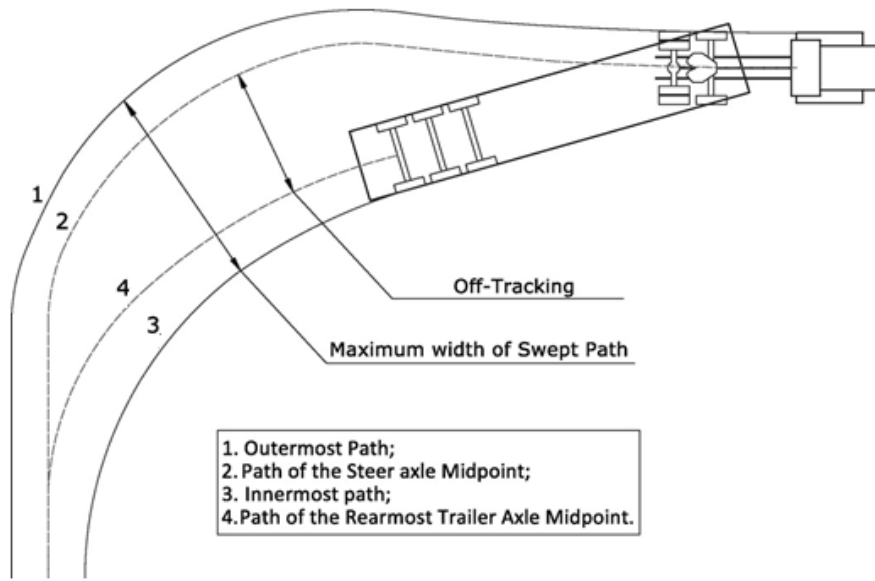 1
2
4
3
Off-Tracking
Maximum width of Swept Path
1. Outermost Path;
2. Path of the Steer axle Midpoint;
3. Innermost path;
4. Path of the Rearmost Trailer Axle Midpoint.